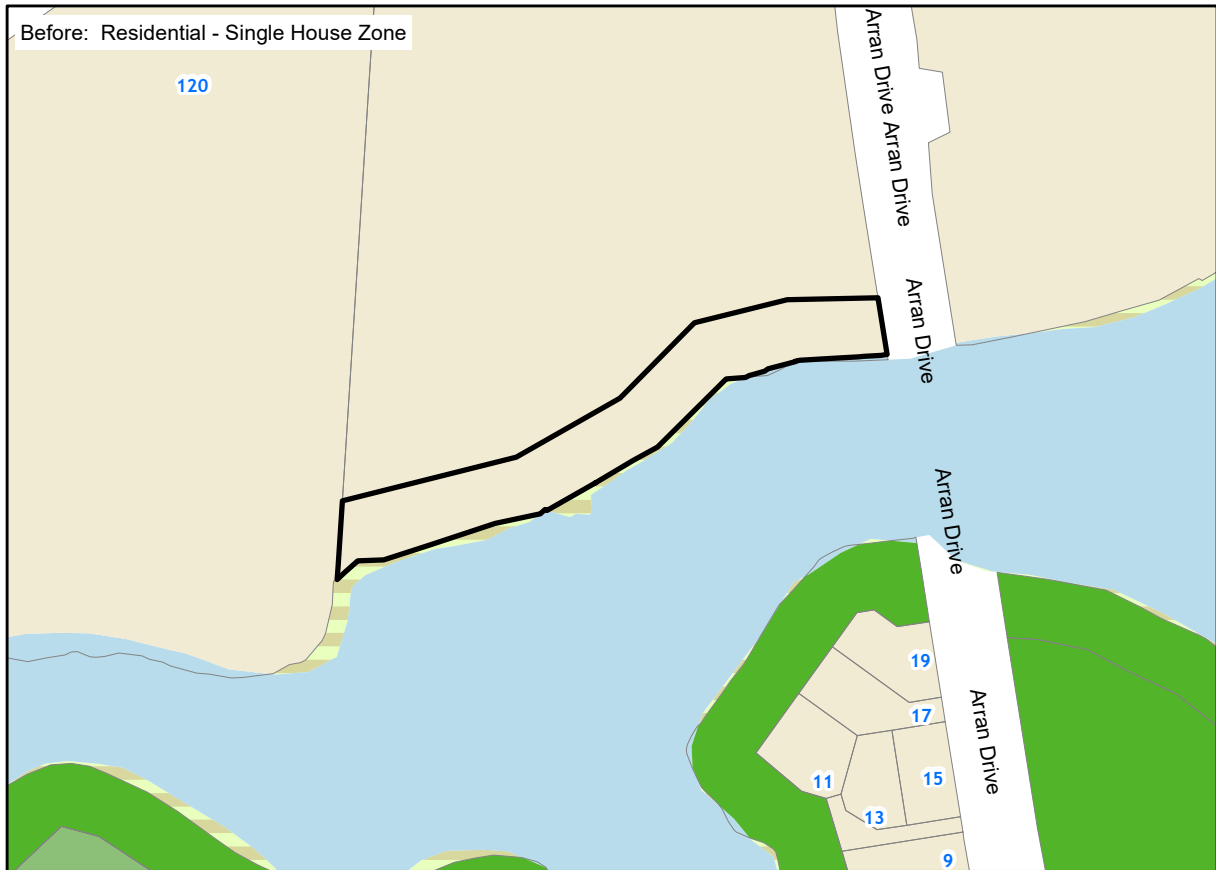 Before:  Residential - Single House Zone
120
Arran Drive
Arran Drive
Arran Drive
Arran Drive
19
17
Arran Drive
11
15
13
9